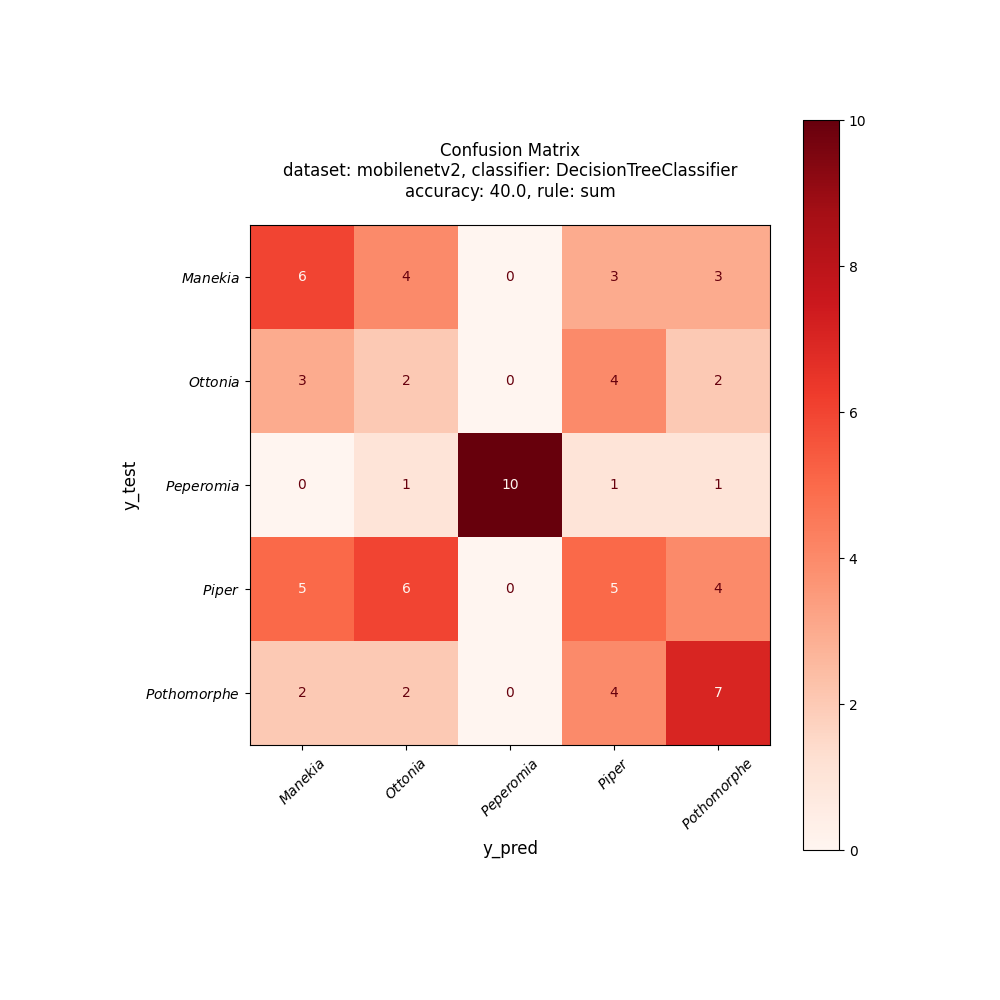 Confusion Matrix
dataset: mobilenetv2, classifier: DecisionTreeClassifier
accuracy: 40.0, rule: sum
Manekia 6 4 0 3 3
Ottonia 3 2 0 4 2
Peperomia 0 1 10 1 1
Piper 5 6 0 5 4
Pothomorphe 2 2 0 4 7
Manekia Ottonia Peperomia Piper Pothomorphe
y_pred
y_test
10
8
6
4
2
0